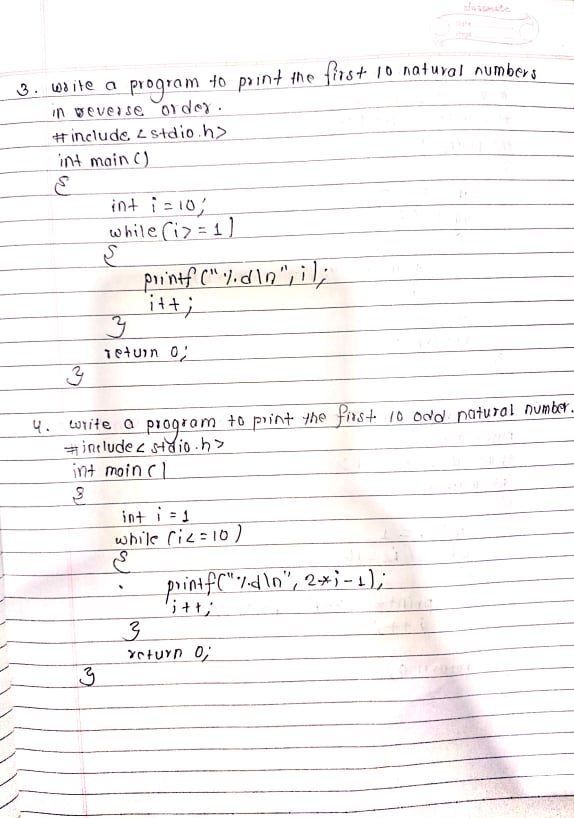 classmate
Date
Page
3. write a program to print the first 10 natural numbers
in reverse order.
#include <stdio.h>
int main()
{
int i = 10;
while(i>=1)
{
printf("%d\n", i);
i++;
}
return 0;
}
4. write a program to print the first 10 odd natural number.
#include< stdio.h>
int main()
{
int i = 1
while (i<=10)
{
printf("%d\n", 2*i-1);
i++;
}
return 0;
}